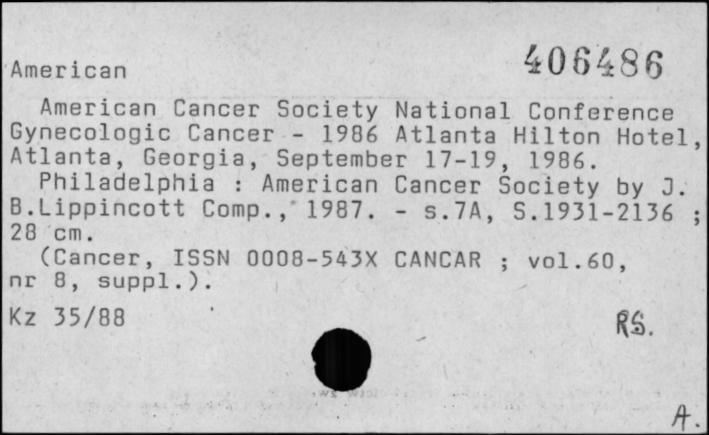 406486
American
American Cancer Society National Conference
Gynecologic Cancer - 1986 Atlanta Hilton Hotel,
Atlanta, Georgia, September 17-19, 1986.
Philadelphia : American Cancer Society by J.
B.Lippincott Comp., 1987. - s.7A, S.1931-2136 ;
28 cm.
(Cancer, ISSN 0008-543X CANCAR ; vol.60,
nr 8, suppl.).
Kz 35/88
RS.
A.